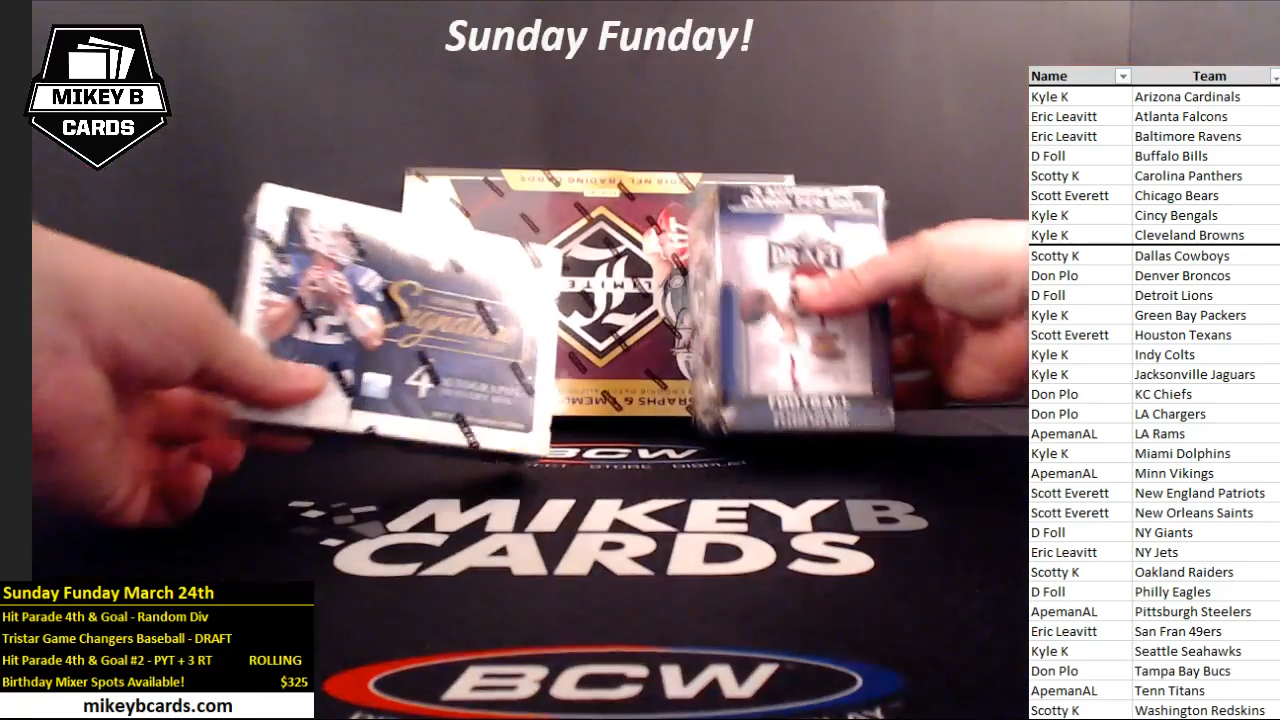 Sunday Funday!
MIKEY B
CARDS
Name Team
Kyle K Arizona Cardinals
Eric Leavitt Atlanta Falcons
Eric Leavitt Baltimore Ravens
D Foll Buffalo Bills
Scotty K Carolina Panthers
Scott Everett Chicago Bears
Kyle K Cincy Bengals
Kyle K Cleveland Browns
Scotty K Dallas Cowboys
Don Plo Denver Broncos
D Foll Detroit Lions
Kyle K Green Bay Packers
Scott Everett Houston Texans
Kyle K Indy Colts
Kyle K Jacksonville Jaguars
Don Plo KC Chiefs
Don Plo LA Chargers
ApemanAL LA Rams
Kyle K Miami Dolphins
ApemanAL Minn Vikings
Scott Everett New England Patriots
Scott Everett New Orleans Saints
D Foll NY Giants
Eric Leavitt NY Jets
Scotty K Oakland Raiders
D Foll Philly Eagles
ApemanAL Pittsburgh Steelers
Eric Leavitt San Fran 49ers
Kyle K Seattle Seahawks
Don Plo Tampa Bay Bucs
ApemanAL Tenn Titans
Scotty K Washington Redskins
DRAFT
4
BCW
STORE DISPLAY
MIKEYB
CARDS
BCW
Sunday Funday March 24th
Hit Parade 4th & Goal - Random Div
Tristar Game Changers Baseball - DRAFT
Hit Parade 4th & Goal #2 - PYT + 3 RT ROLLING
Birthday Mixer Spots Available! $325
mikeybcards.com